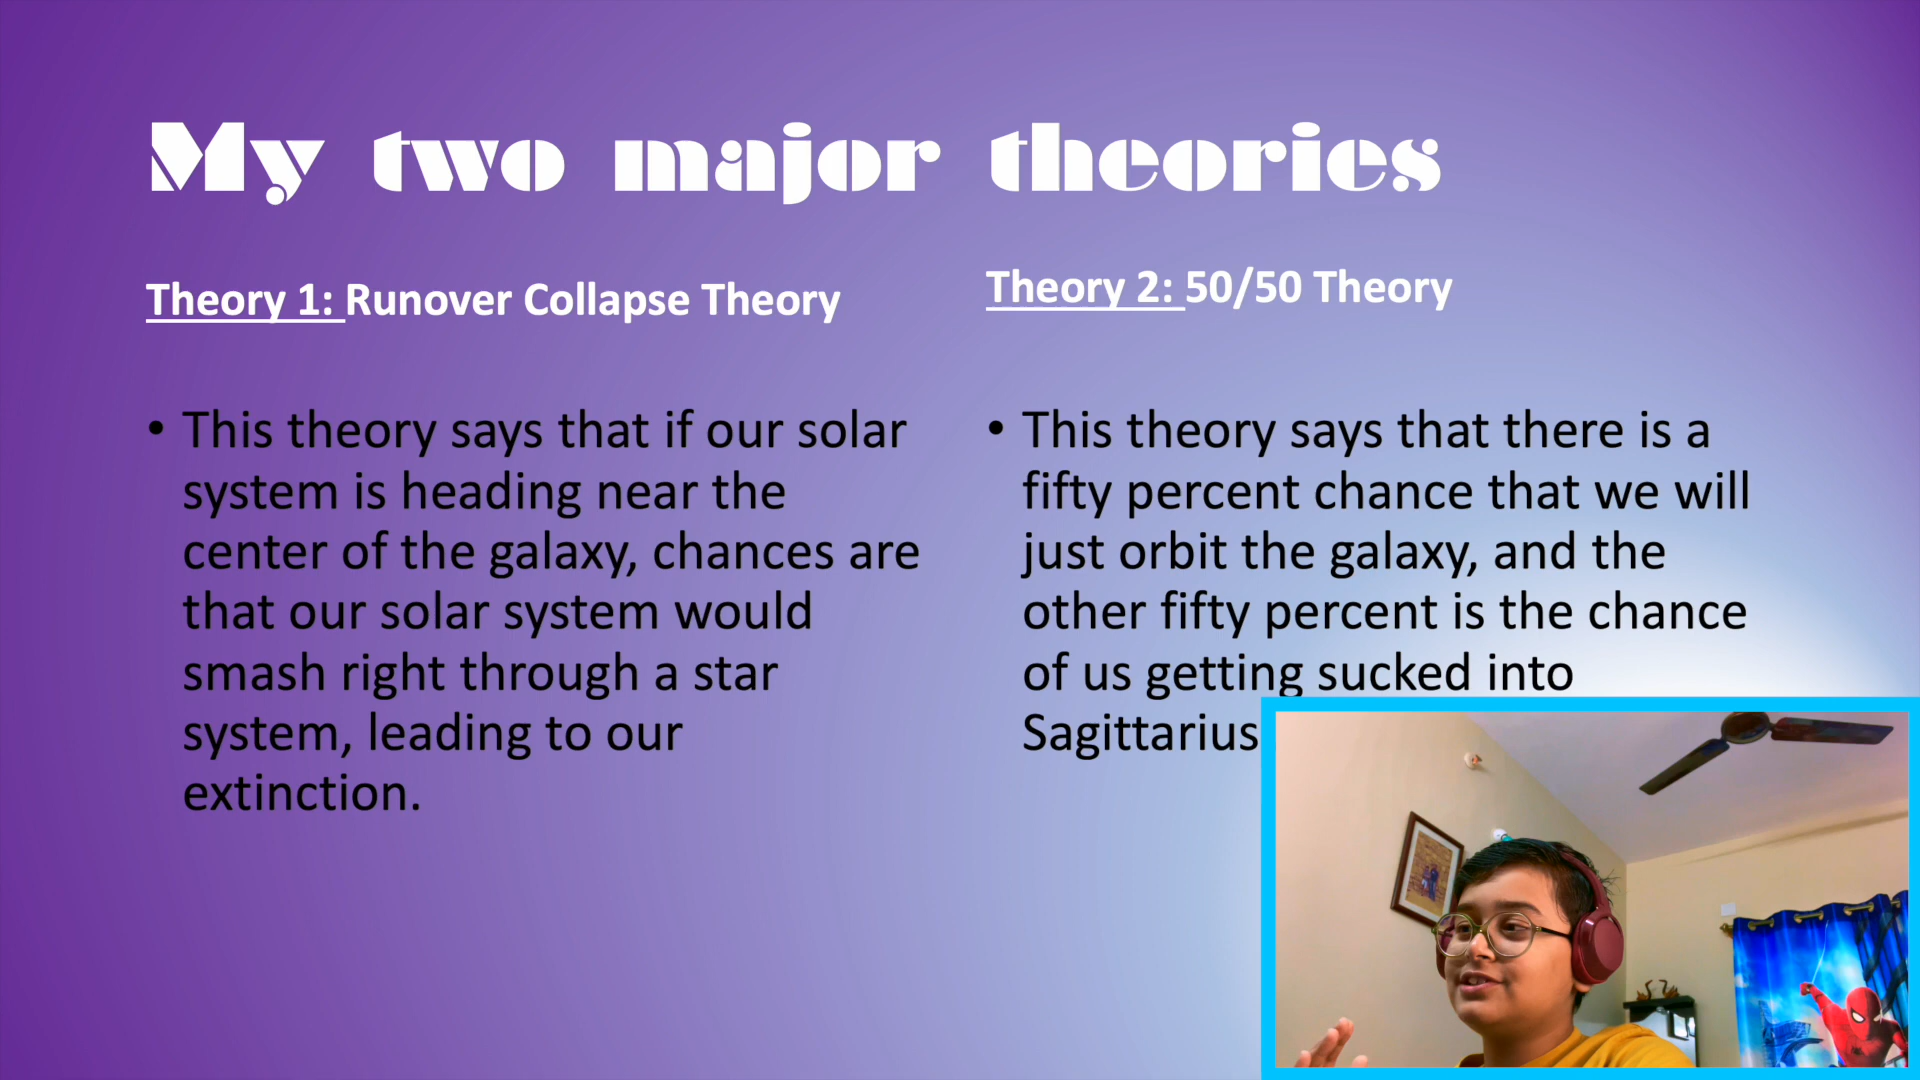 My two major theories
Theory 1: Runover Collapse Theory
• This theory says that if our solar
system is heading near the
center of the galaxy, chances are
that our solar system would
smash right through a star
system, leading to our
extinction.
Theory 2: 50/50 Theory
• This theory says that there is a
fifty percent chance that we will
just orbit the galaxy, and the
other fifty percent is the chance
of us getting sucked into
Sagittarius